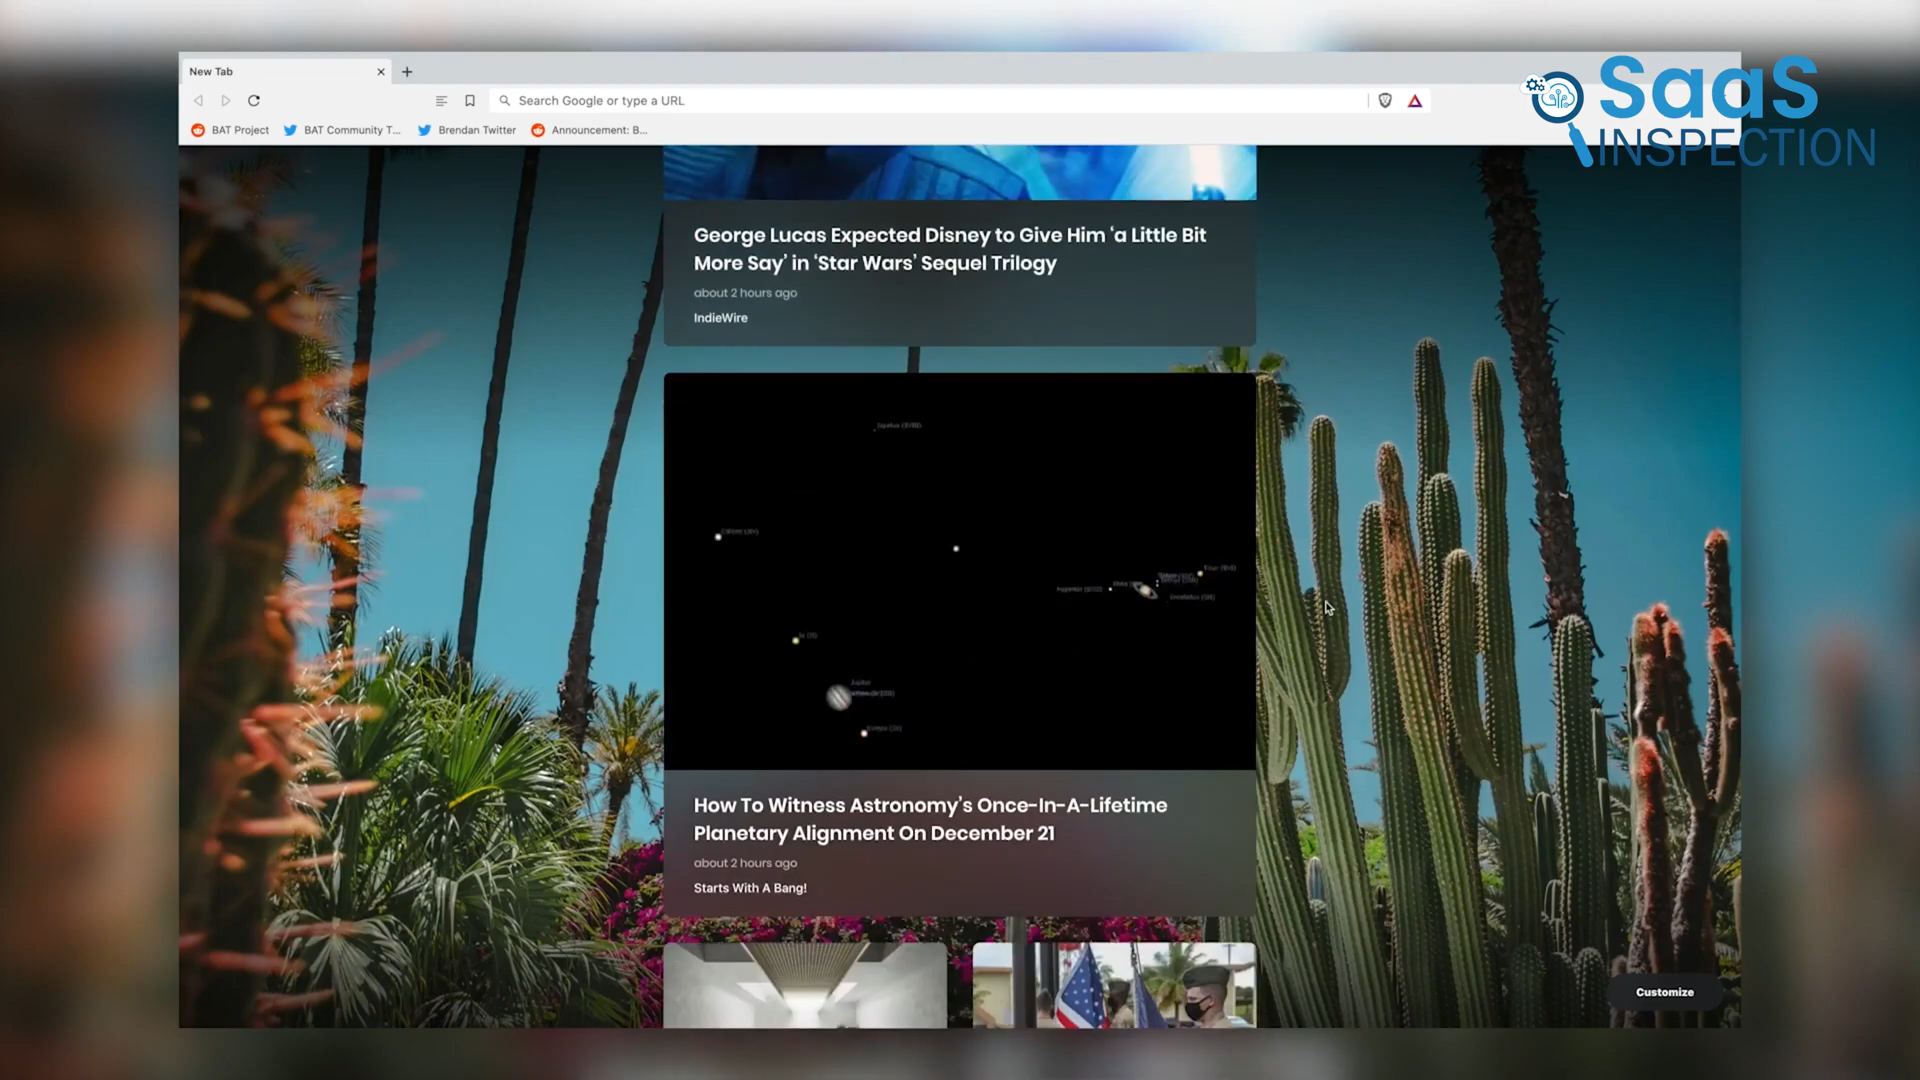 New Tab
SaaS
INSPECTION
Search Google or type a URL
BAT Project
BAT Community T...
Brendan Twitter
Announcement: B...
George Lucas Expected Disney to Give Him ‘a Little Bit
More Say’ in ‘Star Wars’ Sequel Trilogy
about 2 hours ago
IndieWire
Jupiter
How To Witness Astronomy’s Once-In-A-Lifetime
Planetary Alignment On December 21
about 2 hours ago
Starts With A Bang!
Customize